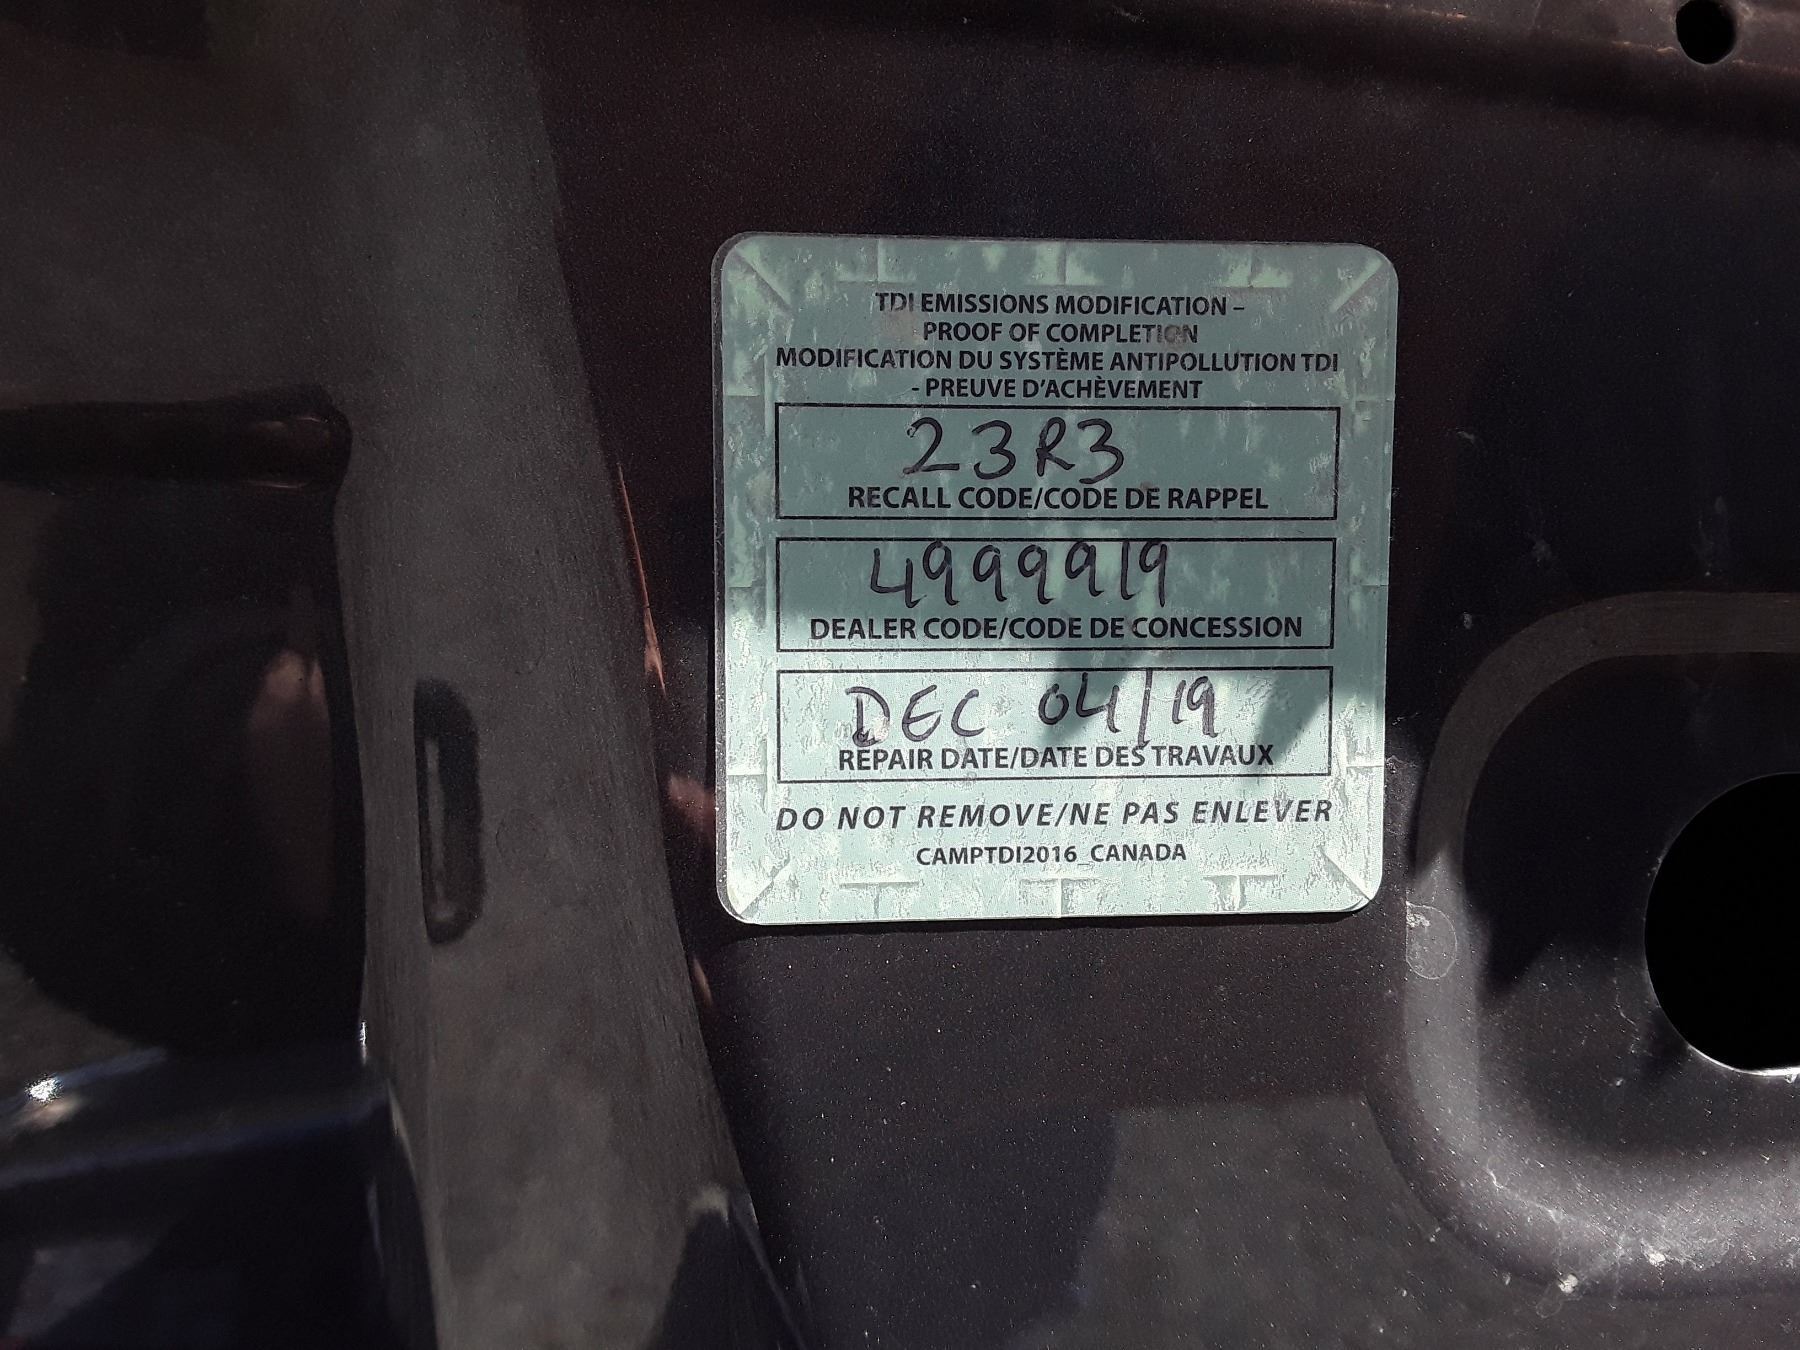 TDI EMISSIONS MODIFICATION –
PROOF OF COMPLETION
MODIFICATION DU SYSTÈME ANTIPOLLUTION TDI
- PREUVE D'ACHÈVEMENT
23R3
RECALL CODE/CODE DE RAPPEL
4999919
DEALER CODE/CODE DE CONCESSION
DEC 04/19
REPAIR DATE/DATE DES TRAVAUX
DO NOT REMOVE/NE PAS ENLEVER
CAMPTDI2016_CANADA